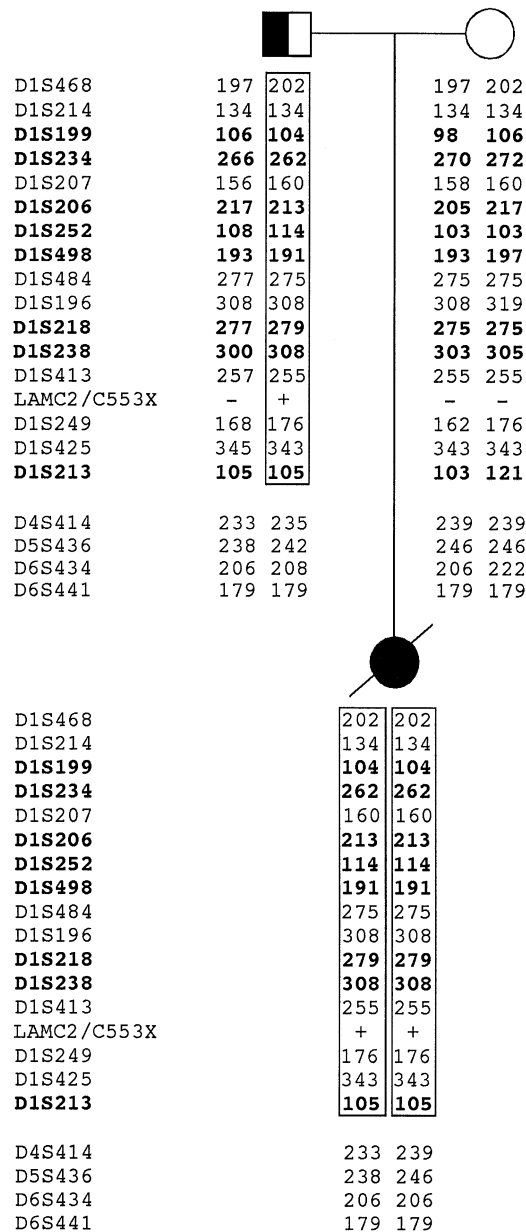 D1S468 197 202 197 202
D1S214 134 134 134 134
D1S199 106 104 98 106
D1S234 266 262 270 272
D1S207 156 160 158 160
D1S206 217 213 205 217
D1S252 108 114 103 103
D1S498 193 191 193 197
D1S484 277 275 275 275
D1S196 308 308 308 319
D1S218 277 279 275 275
D1S238 300 308 303 305
D1S413 257 255 255 255
LAMC2/C553X - + - -
D1S249 168 176 162 176
D1S425 345 343 343 343
D1S213 105 105 103 121
D4S414 233 235 239 239
D5S436 238 242 246 246
D6S434 206 208 206 222
D6S441 179 179 179 179
D1S468 202 202
D1S214 134 134
D1S199 104 104
D1S234 262 262
D1S207 160 160
D1S206 213 213
D1S252 114 114
D1S498 191 191
D1S484 275 275
D1S196 308 308
D1S218 279 279
D1S238 308 308
D1S413 255 255
LAMC2/C553X + +
D1S249 176 176
D1S425 343 343
D1S213 105 105
D4S414 233 239
D5S436 238 246
D6S434 206 206
D6S441 179 179